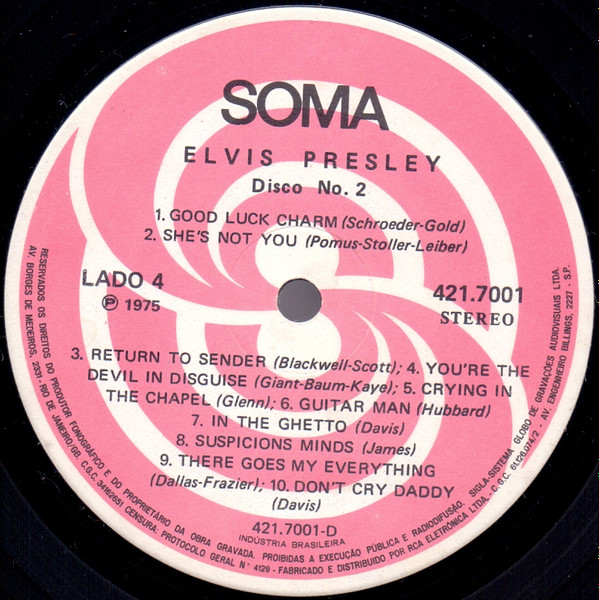 SOMA
ELVIS PRESLEY
Disco No. 2
1. GOOD LUCK CHARM (Schroeder-Gold)
2. SHE'S NOT YOU (Pomus-Stoller-Leiber)
LADO 4
Ⓟ 1975
421.7001
STEREO
3. RETURN TO SENDER (Blackwell-Scott); 4. YOU'RE THE
DEVIL IN DISGUISE (Giant-Baum-Kaye); 5. CRYING IN
THE CHAPEL (Glenn); 6. GUITAR MAN (Hubbard)
7. IN THE GHETTO (Davis)
8. SUSPICIONS MINDS (James)
9. THERE GOES MY EVERYTHING
(Dallas-Frazier); 10. DON'T CRY DADDY
(Davis)
421.7001-D
INDÚSTRIA BRASILEIRA
RESERVADOS OS DIREITOS DO PRODUTOR FONOGRÁFICO E DO PROPRIETÁRIO DA OBRA GRAVADA. PROIBIDAS A EXECUÇÃO PÚBLICA E RADIODIFUSÃO. SIGLA-SISTEMA GLOBO DE GRAVAÇÕES AUDIOVISUAIS LTDA.
AV. BORGES DE MEDEIROS, 2331 - RIO DE JANEIRO/GB. C.G.C. 34162651 CENSURA: PROTOCOLO GERAL N° 4129 - FABRICADO E DISTRIBUIDO POR RCA ELETRÔNICA LTDA. - C.G.C. 61.126.074/2 - AV. ENGENHEIRO BILLINGS, 2227 - S.P.